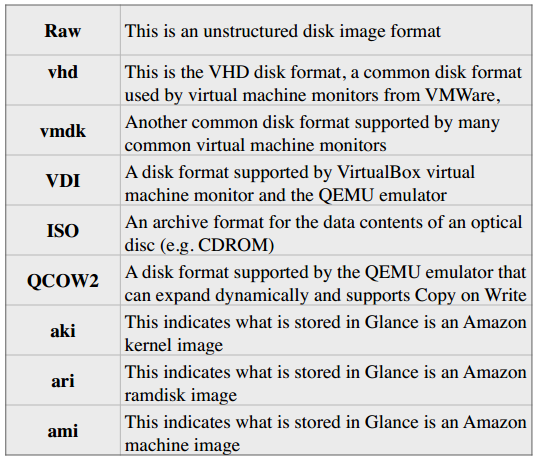 Raw This is an unstructured disk image format
vhd This is the VHD disk format, a common disk format
used by virtual machine monitors from VMWare,
vmdk Another common disk format supported by many
common virtual machine monitors
VDI A disk format supported by VirtualBox virtual
machine monitor and the QEMU emulator
ISO An archive format for the data contents of an optical
disc (e.g. CDROM)
QCOW2 A disk format supported by the QEMU emulator that
can expand dynamically and supports Copy on Write
aki This indicates what is stored in Glance is an Amazon
kernel image
ari This indicates what is stored in Glance is an Amazon
ramdisk image
ami This indicates what is stored in Glance is an Amazon
machine image